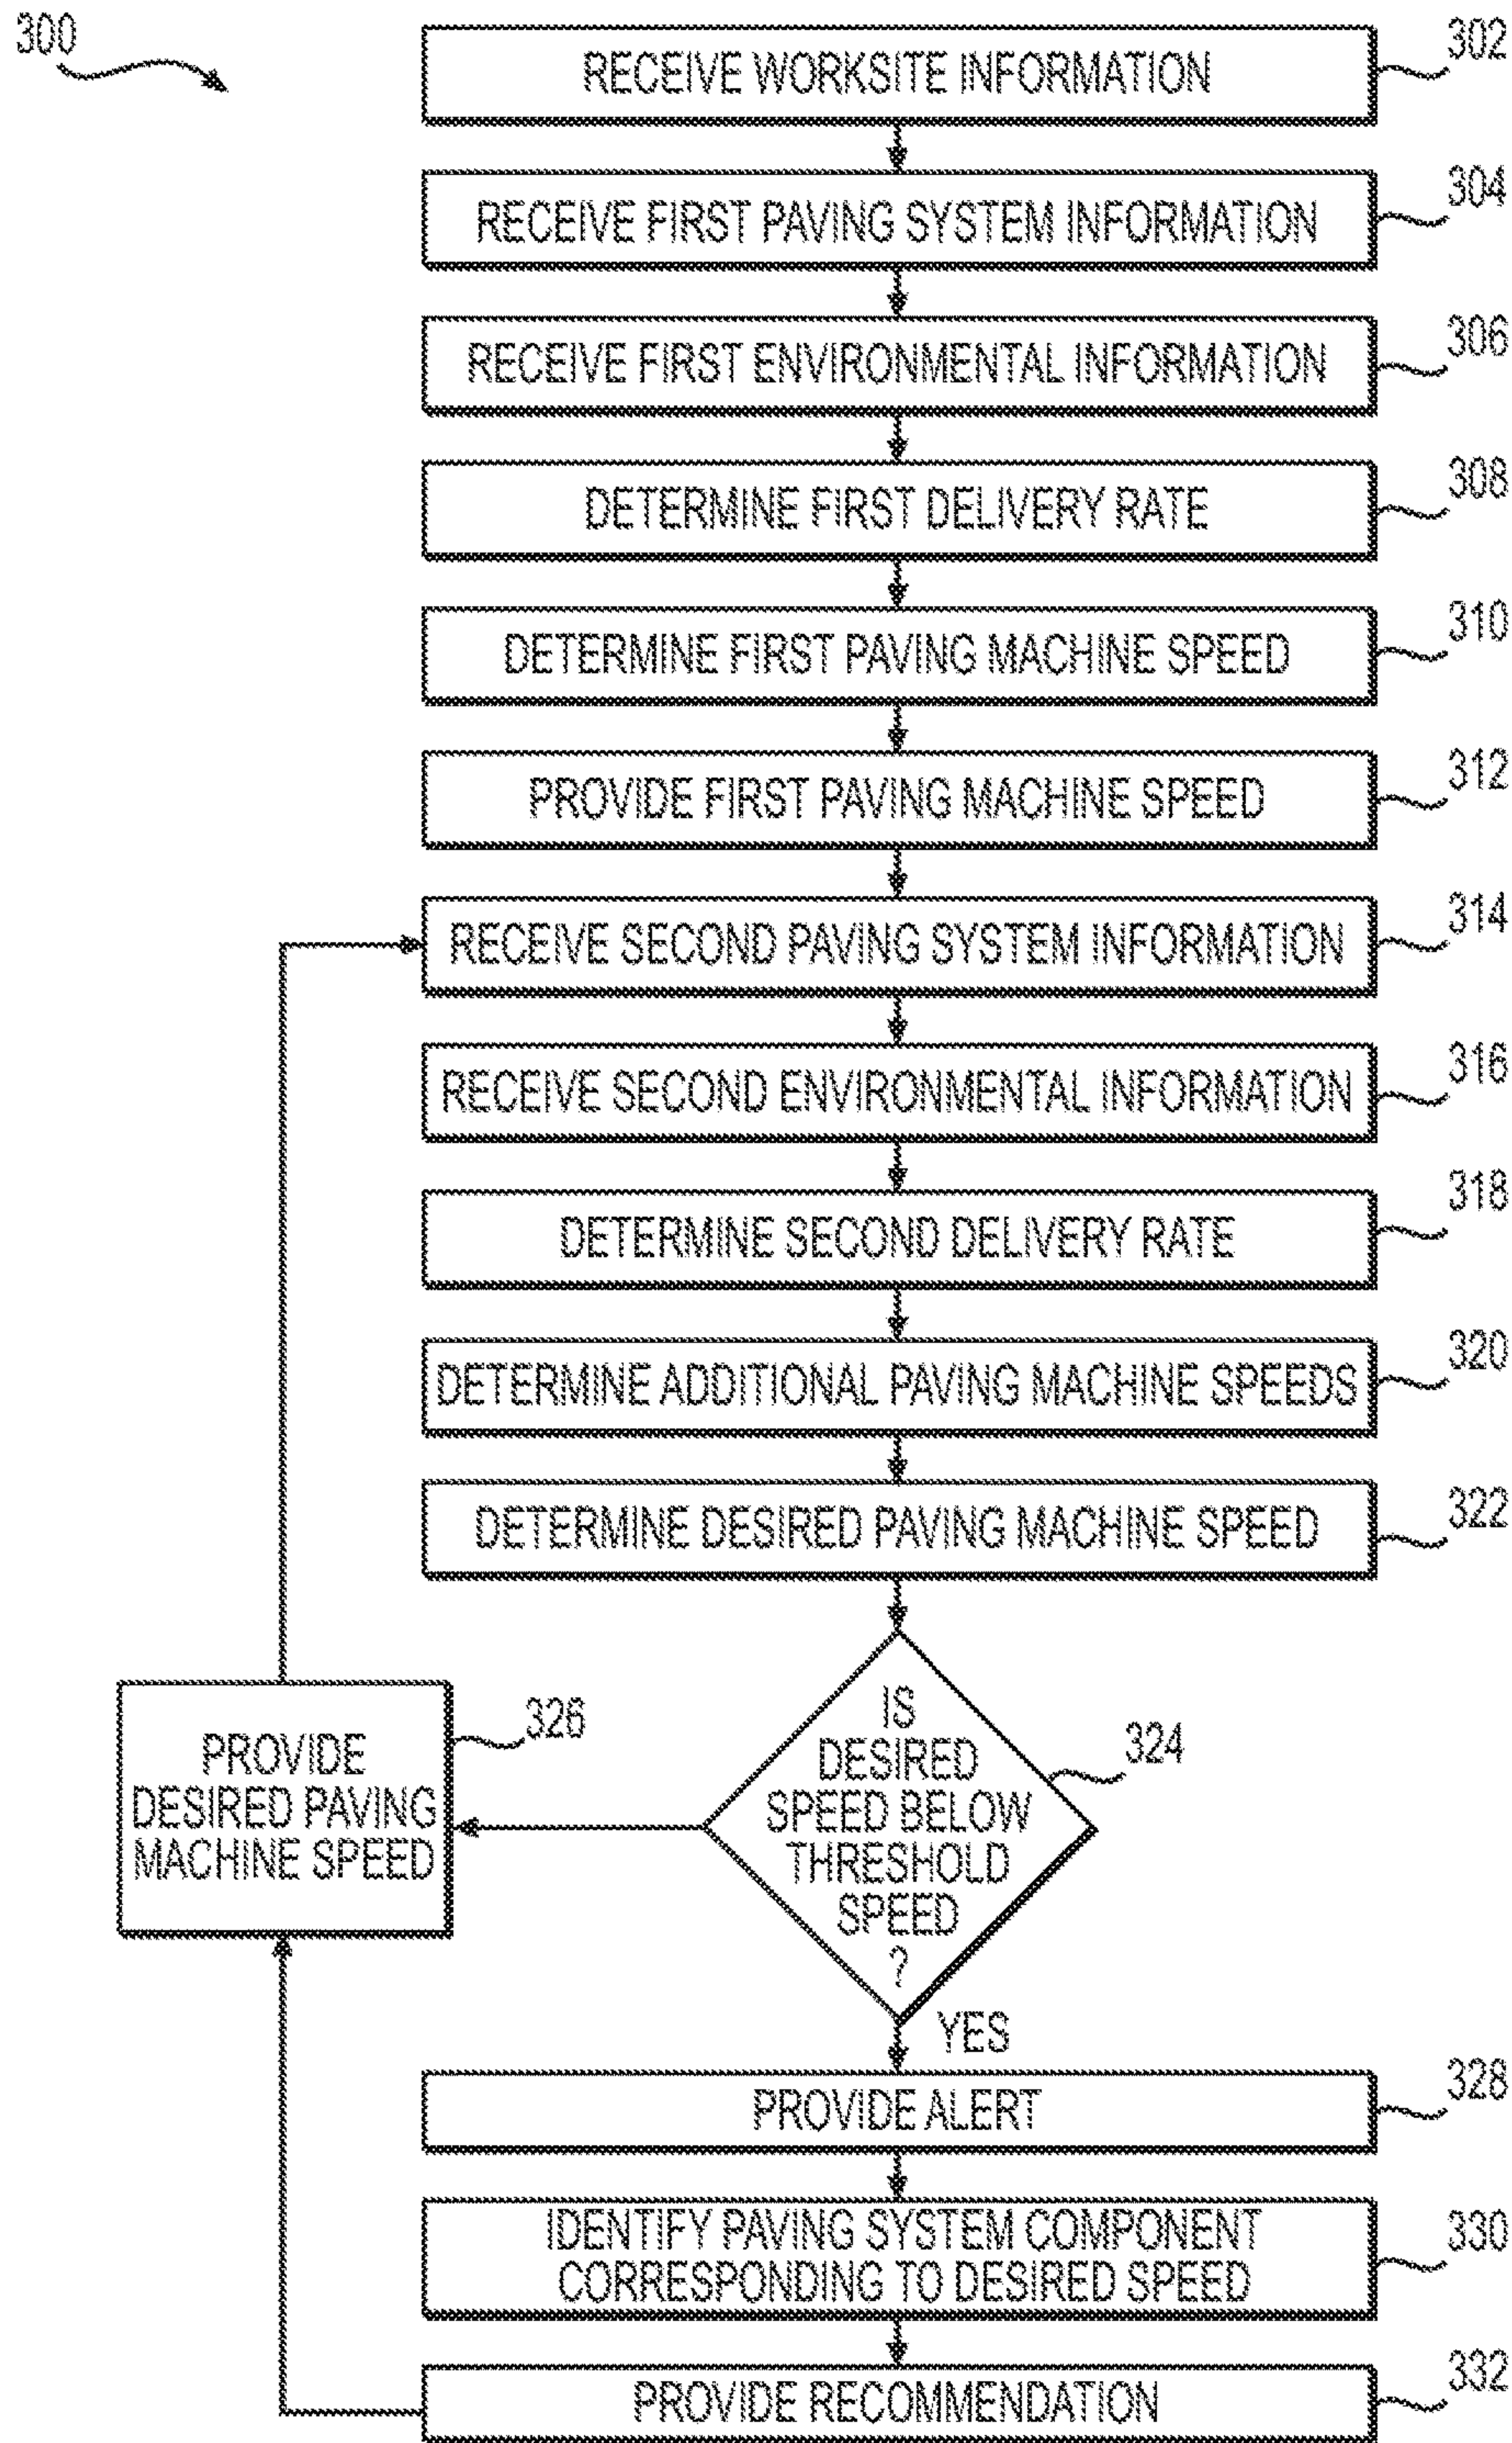 300
RECEIVE WORKSITE INFORMATION
302
RECEIVE FIRST PAVING SYSTEM INFORMATION
304
RECEIVE FIRST ENVIRONMENTAL INFORMATION
306
DETERMINE FIRST DELIVERY RATE
308
DETERMINE FIRST PAVING MACHINE SPEED
310
PROVIDE FIRST PAVING MACHINE SPEED
312
RECEIVE SECOND PAVING SYSTEM INFORMATION
314
RECEIVE SECOND ENVIRONMENTAL INFORMATION
316
DETERMINE SECOND DELIVERY RATE
318
DETERMINE ADDITIONAL PAVING MACHINE SPEEDS
320
DETERMINE DESIRED PAVING MACHINE SPEED
322
IS
DESIRED
SPEED BELOW
THRESHOLD
SPEED
?
324
PROVIDE
DESIRED PAVING
MACHINE SPEED
326
YES
PROVIDE ALERT
328
IDENTIFY PAVING SYSTEM COMPONENT
CORRESPONDING TO DESIRED SPEED
330
PROVIDE RECOMMENDATION
332